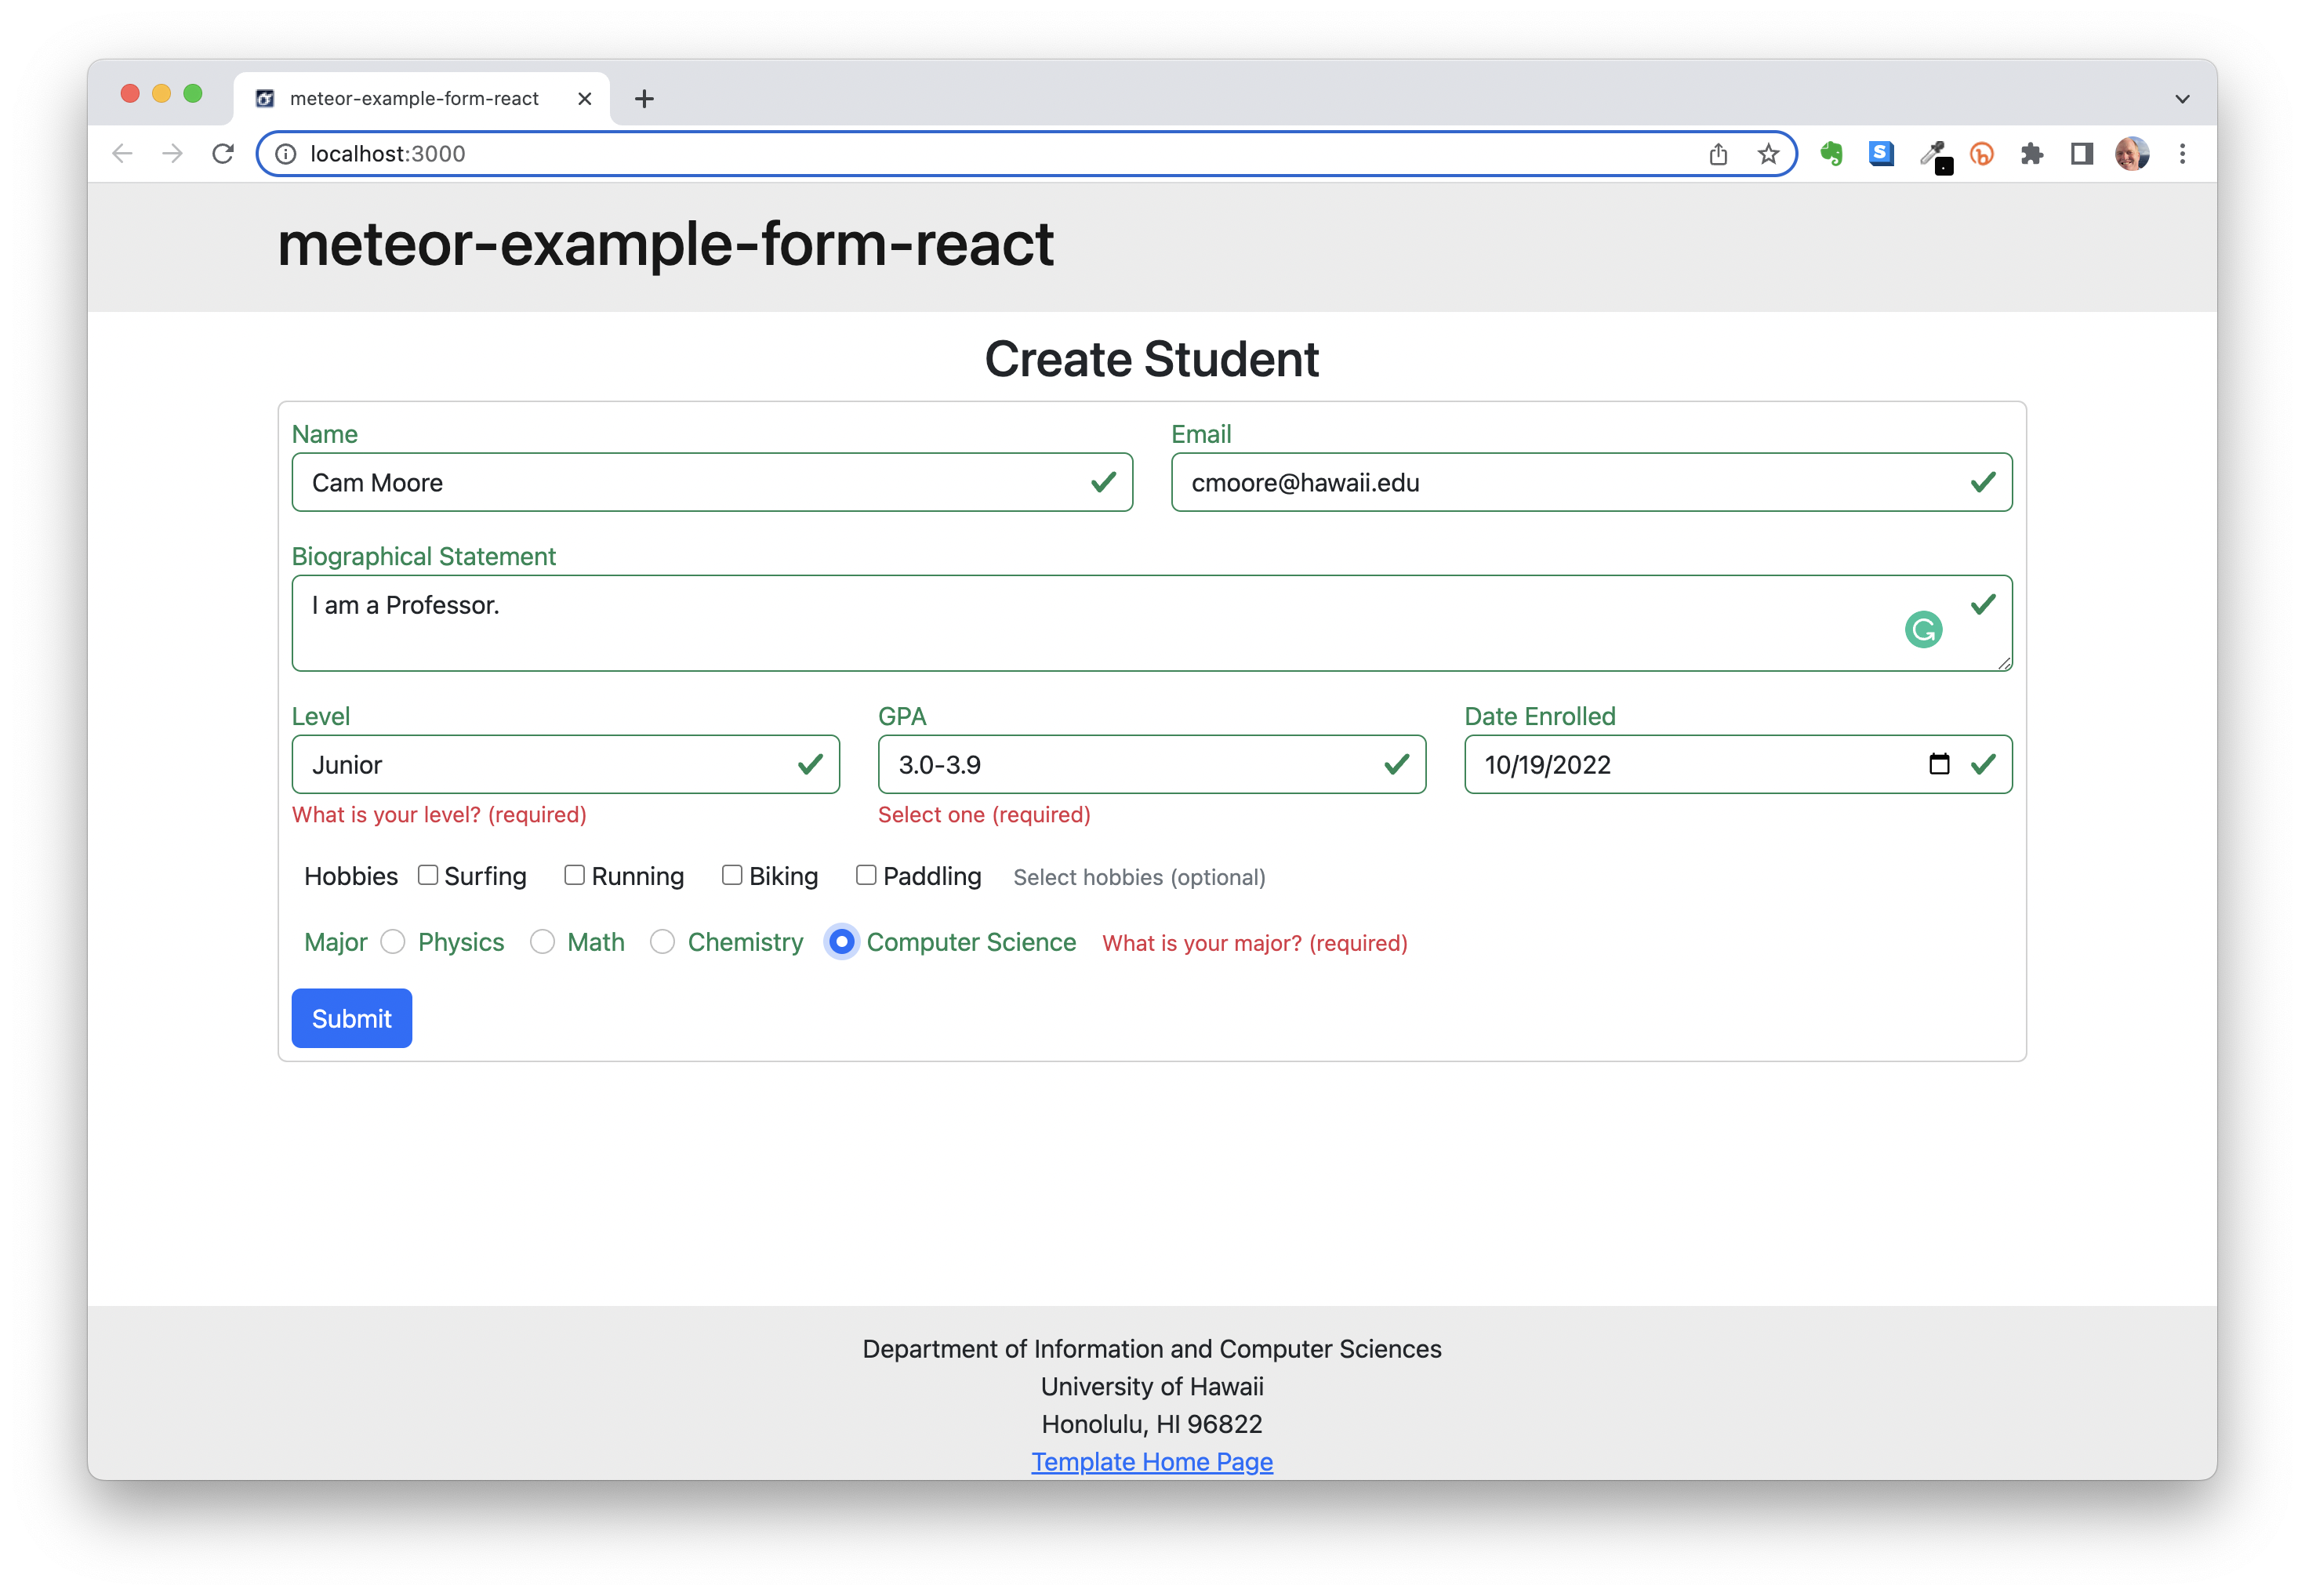 meteor-example-form-react
localhost:3000
meteor-example-form-react
Create Student
Name Email
Cam Moore cmoore@hawaii.edu
Biographical Statement
I am a Professor.
Level GPA Date Enrolled
Junior 3.0-3.9 10/19/2022
What is your level? (required) Select one (required)
Hobbies Surfing Running Biking Paddling Select hobbies (optional)
Major Physics Math Chemistry Computer Science What is your major? (required)
Submit
Department of Information and Computer Sciences
University of Hawaii
Honolulu, HI 96822
Template Home Page